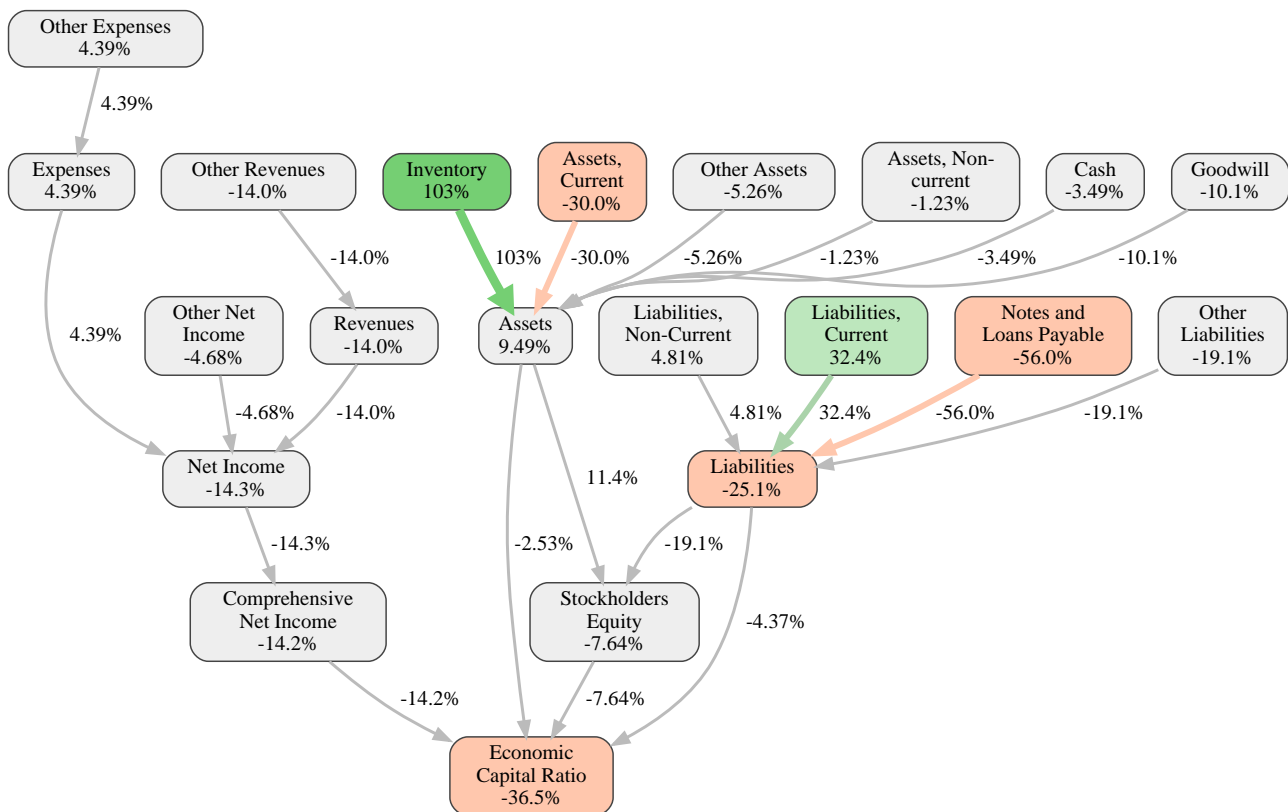 Other Expenses
4.39%
4.39%
Expenses
4.39%
Other Revenues
-14.0%
Inventory
103%
Assets,
Current
-30.0%
Other Assets
-5.26%
Assets, Non-
current
-1.23%
Cash
-3.49%
Goodwill
-10.1%
-14.0%
103%
-30.0%
-5.26%
-1.23%
-3.49%
-10.1%
4.39%
Other Net
Income
-4.68%
Revenues
-14.0%
Assets
9.49%
Liabilities,
Non-Current
4.81%
Liabilities,
Current
32.4%
Notes and
Loans Payable
-56.0%
Other
Liabilities
-19.1%
-4.68%
-14.0%
4.81%
32.4%
-56.0%
-19.1%
Net Income
-14.3%
11.4%
Liabilities
-25.1%
-14.3%
-2.53%
-19.1%
Comprehensive
Net Income
-14.2%
Stockholders
Equity
-7.64%
-4.37%
-14.2%
-7.64%
Economic
Capital Ratio
-36.5%